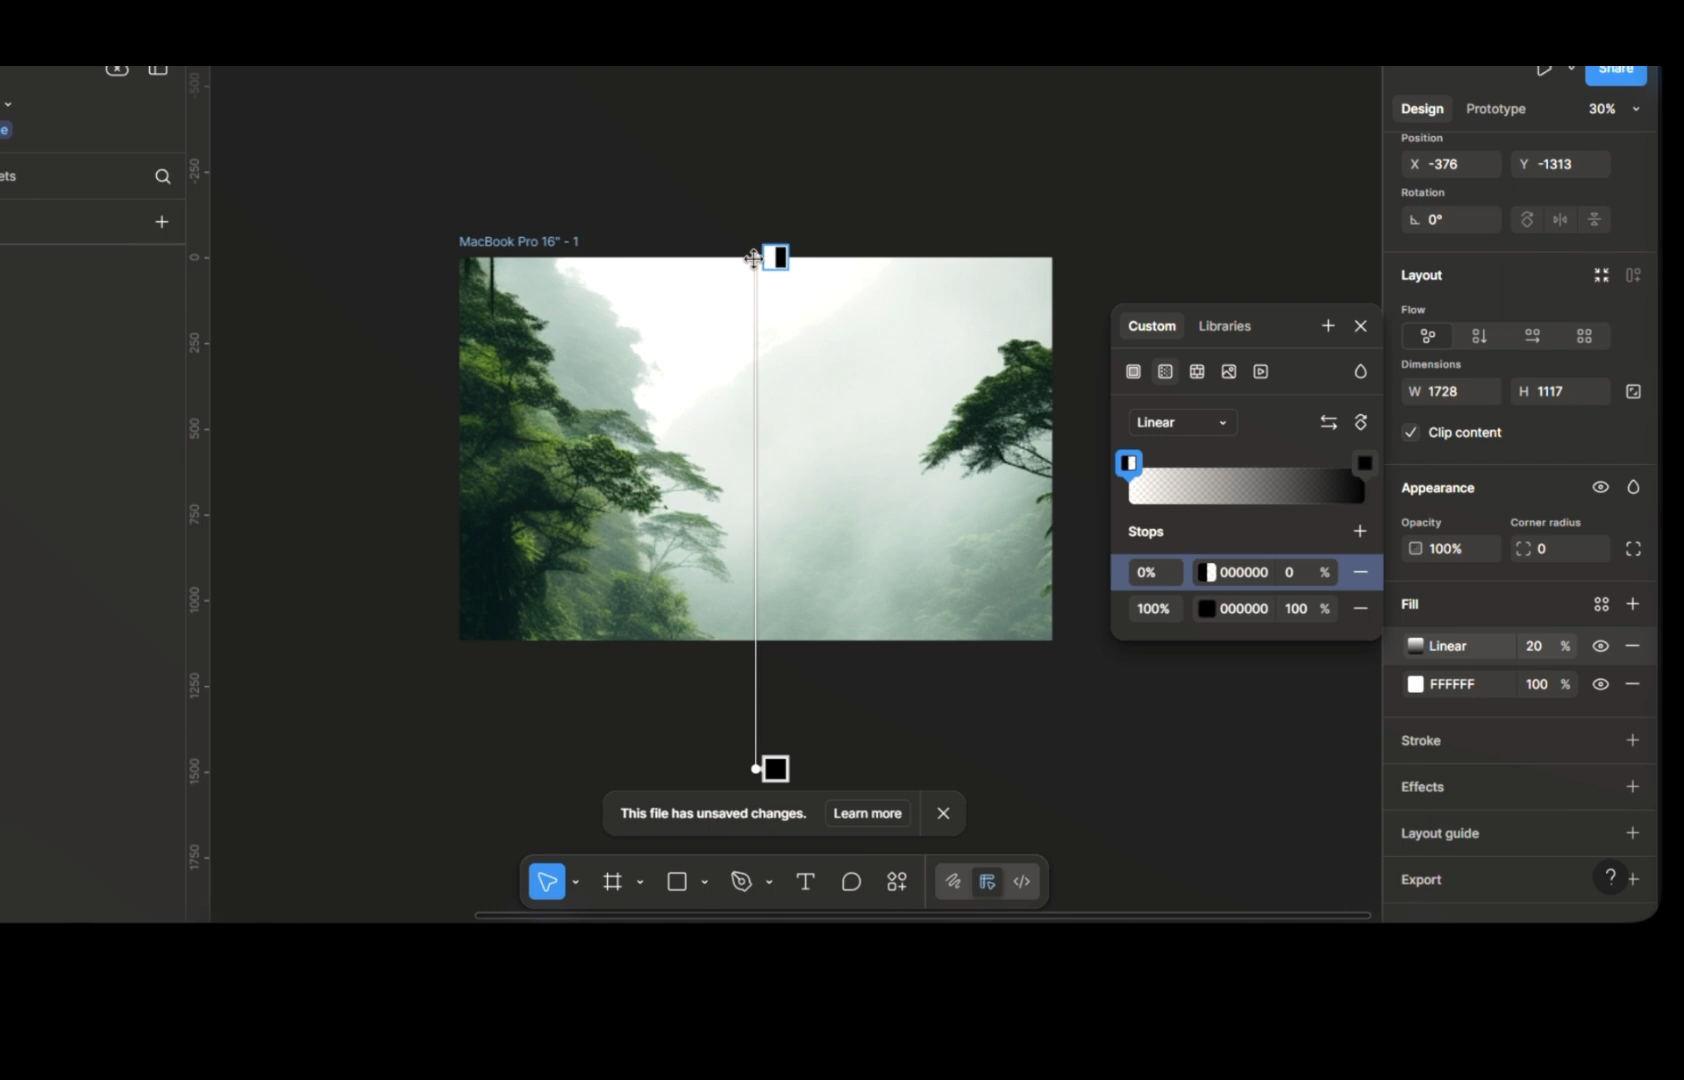 Share
Design Prototype 30%
Position
X -376 Y -1313
Rotation
0°
Layout
Flow
Dimensions
W 1728 H 1117
Clip content
Appearance
Opacity Corner radius
100% 0
Fill
Linear 20 %
FFFFFF 100 %
Stroke
Effects
Layout guide
Export
?
e
ets
-500
-250
0
250
500
750
1000
1250
1500
1750
MacBook Pro 16" - 1
Custom Libraries
Linear
Stops
0% 000000 0 %
100% 000000 100 %
This file has unsaved changes. Learn more
T